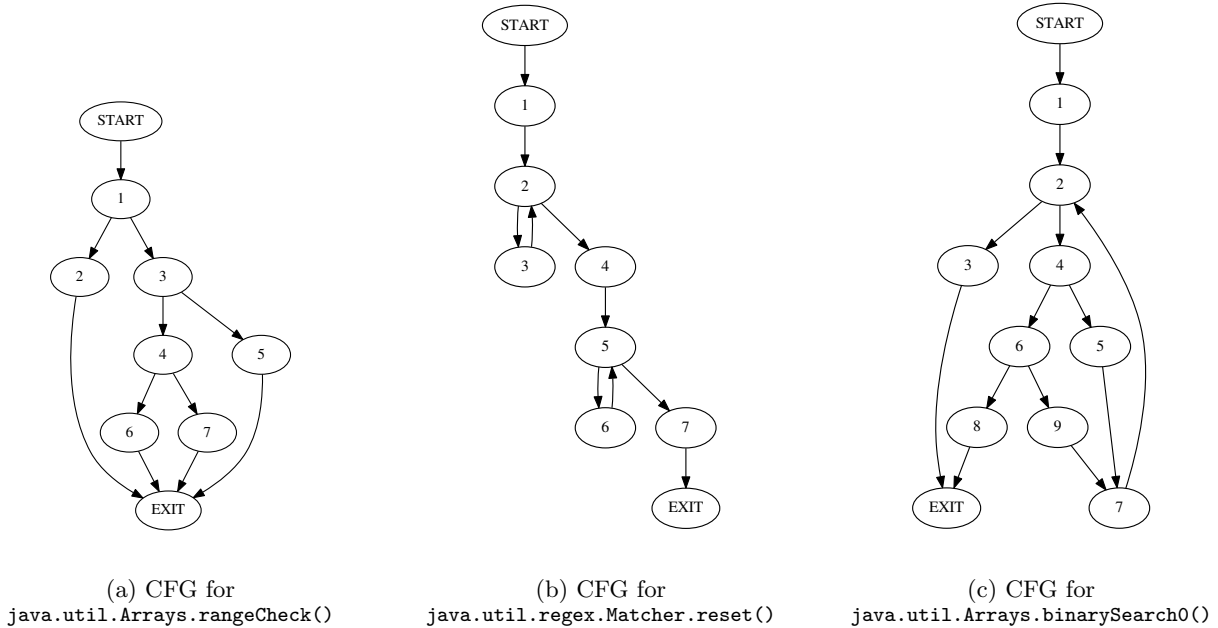 START
1
2
3
4
5
6
7
EXIT
(a) CFG for
java.util.Arrays.rangeCheck()
START
1
2
3
4
5
6
7
EXIT
(b) CFG for
java.util.regex.Matcher.reset()
START
1
2
3
4
6
5
8
9
EXIT
7
(c) CFG for
java.util.Arrays.binarySearch0()